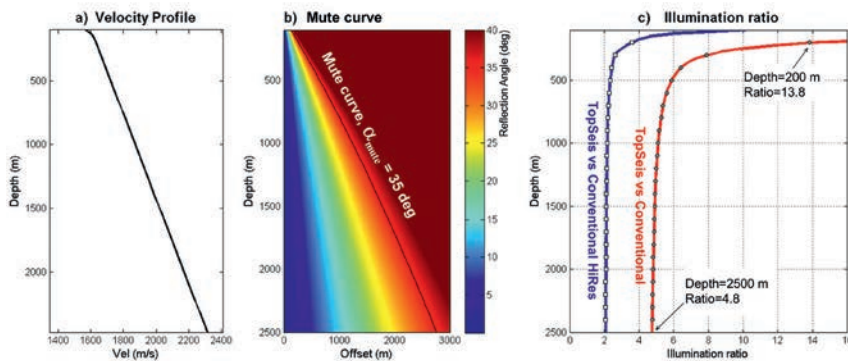 a) Velocity Profile
Depth (m)
500
1000
1500
2000
1400 1600 1800 2000 2200 2400
Vel (m/s)
b) Mute curve
Depth (m)
500
1000
1500
2000
2500
0 1000 2000 3000
Offset (m)
Mute curve, αmute = 35 deg
40
35
30
25
20
15
10
5
Reflection Angle (deg)
c) Illumination ratio
Depth (m)
500
1000
1500
2000
2500
0 2 4 6 8 10 12 14 16
Illumination ratio
TopSeis vs Conventional HiRes
TopSeis vs Conventional
Depth=200 m
Ratio=13.8
Depth=2500 m
Ratio=4.8